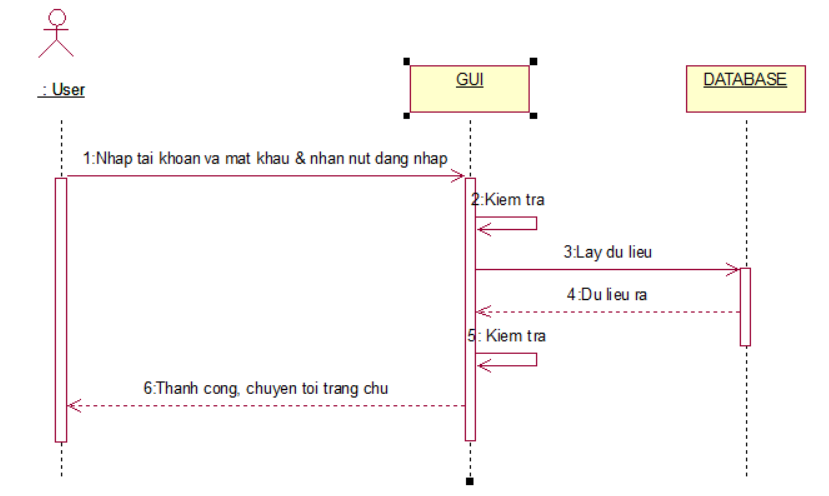 : User
GUI
DATABASE
1:Nhap tai khoan va mat khau & nhan nut dang nhap
2:Kiem tra
3:Lay du lieu
4:Du lieu ra
5: Kiem tra
6:Thanh cong, chuyen toi trang chu